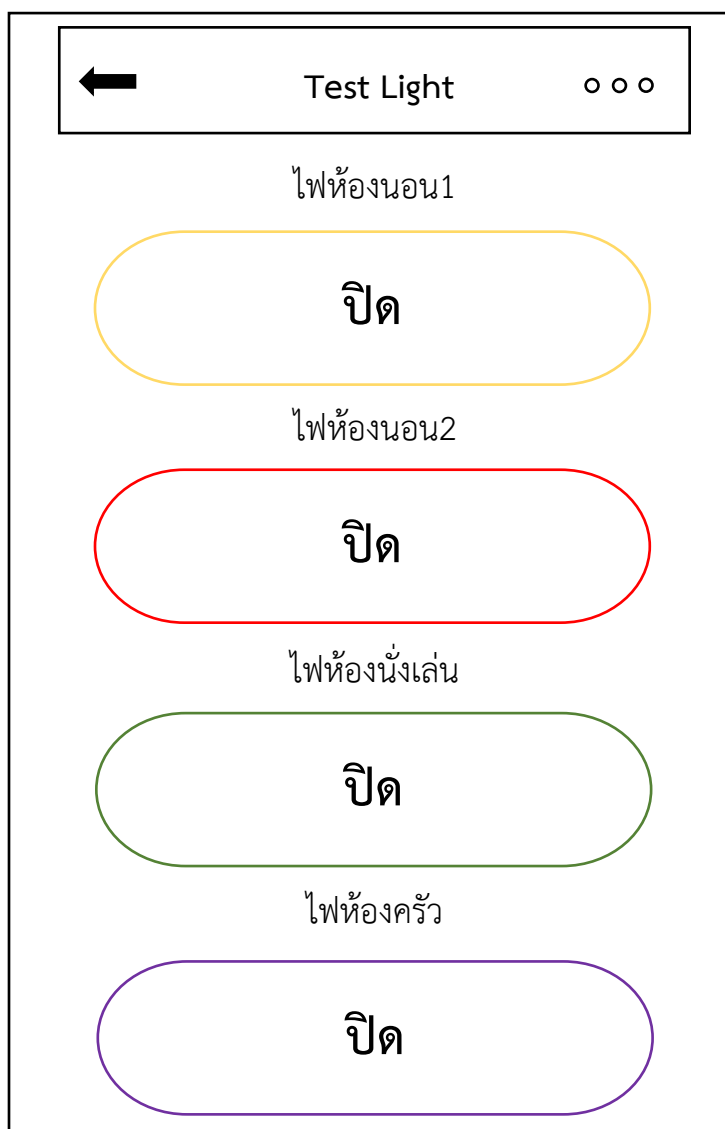 Test Light
ไฟห้องนอน1
ปิด
ไฟห้องนอน2
ปิด
ไฟห้องนั่งเล่น
ปิด
ไฟห้องครัว
ปิด